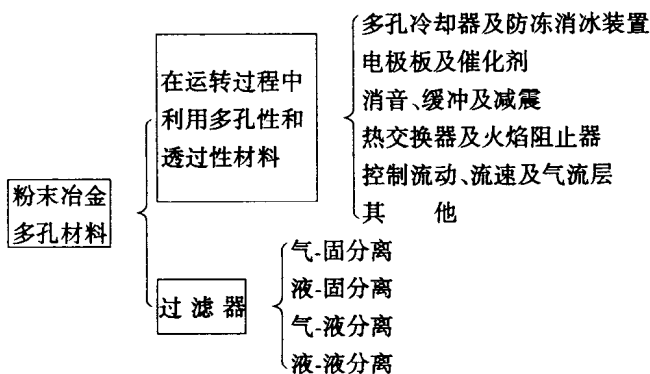 粉末冶金
多孔材料
在运转过程中
利用多孔性和
透过性材料
多孔冷却器及防冻消冰装置
电极板及催化剂
消音、缓冲及减震
热交换器及火焰阻止器
控制流动、流速及气流层
其 他
过滤器
气-固分离
液-固分离
气-液分离
液-液分离